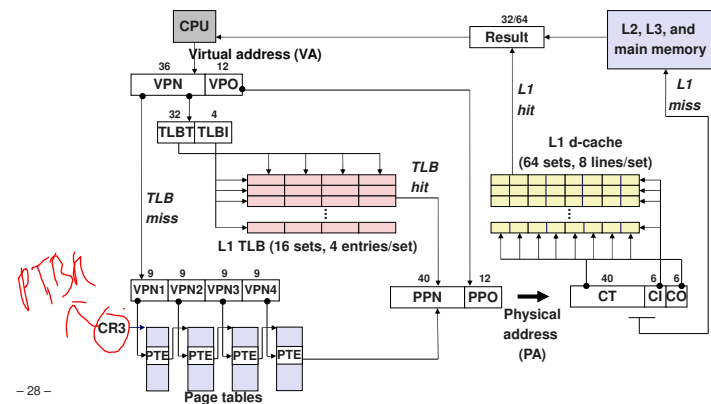 CPU
32/64
Result
L2, L3, and
main memory
Virtual address (VA)
36
12
VPN
VPO
32
4
TLBT
TLBI
L1
hit
L1
miss
L1 d-cache
(64 sets, 8 lines/set)
TLB
hit
TLB
miss
...
...
L1 TLB (16 sets, 4 entries/set)
9
9
9
9
VPN1
VPN2
VPN3
VPN4
40
12
PPN
PPO
40
6
6
CT
CI
CO
Physical
address
(PA)
PTBR
CR3
PTE
PTE
PTE
PTE
Page tables
– 28 –